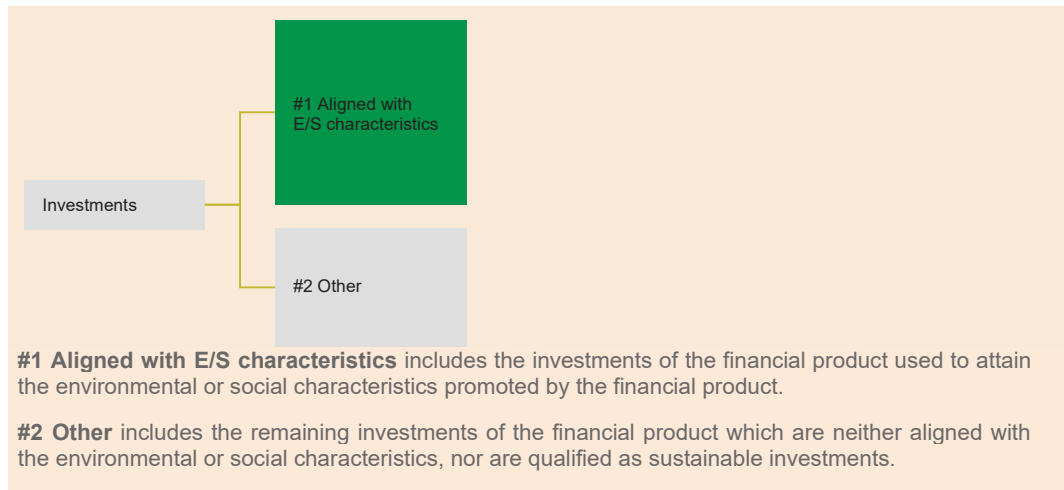 #1 Aligned with
E/S characteristics
Investments
#2 Other
#1 Aligned with E/S characteristics includes the investments of the financial product used to attain
the environmental or social characteristics promoted by the financial product.
#2 Other includes the remaining investments of the financial product which are neither aligned with
the environmental or social characteristics, nor are qualified as sustainable investments.